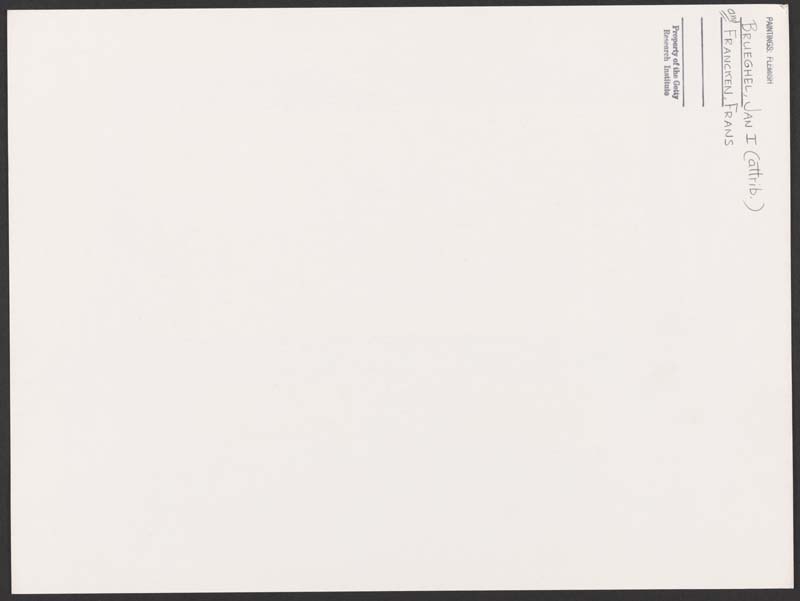 PAINTINGS: FLEMISH
BRUEGHEL, JAN I (attrib.)
and FRANCKEN, FRANS
Property of the Getty
Research Institute